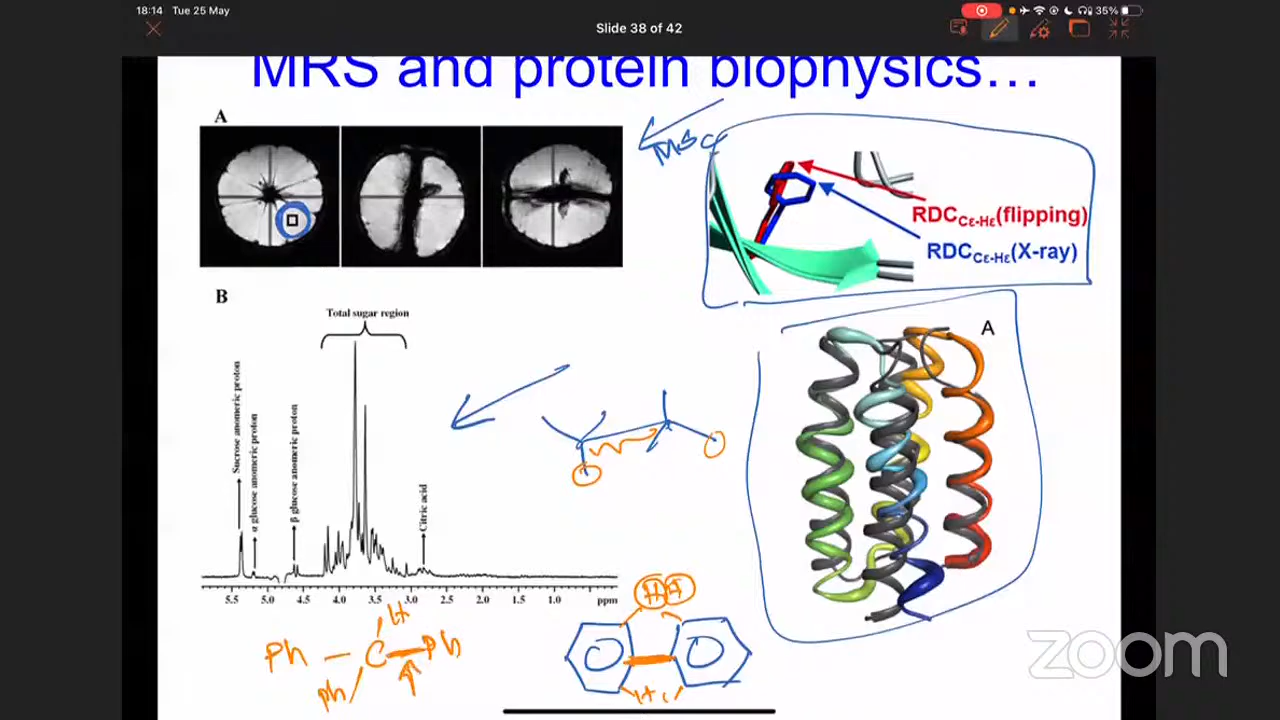 18:14 Tue 25 May
35%
Slide 38 of 42
MRS and protein biophysics...
A
MSc
RDCCε-Hε(flipping)
RDCCε-Hε(X-ray)
B
Total sugar region
Sucrose anomeric proton
α glucose anomeric proton
β glucose anomeric proton
Citric acid
5.5 5.0 4.5 4.0 3.5 3.0 2.5 2.0 1.5 1.0 ppm
A
H
Ph C Ph
Ph
H H
H
zoom